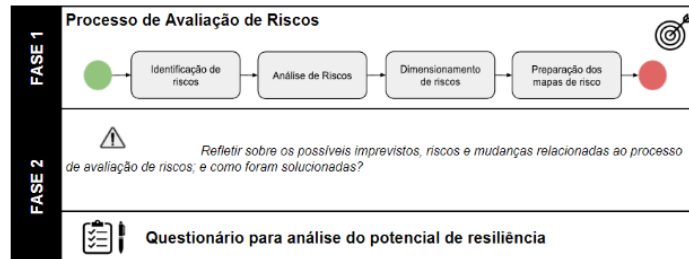 FASE 1
Processo de Avaliação de Riscos
Identificação de
riscos
Análise de Riscos
Dimensionamento
de riscos
Preparação dos
mapas de risco
FASE 2
Refletir sobre os possíveis imprevistos, riscos e mudanças relacionadas ao processo
de avaliação de riscos; e como foram solucionadas?
Questionário para análise do potencial de resiliência